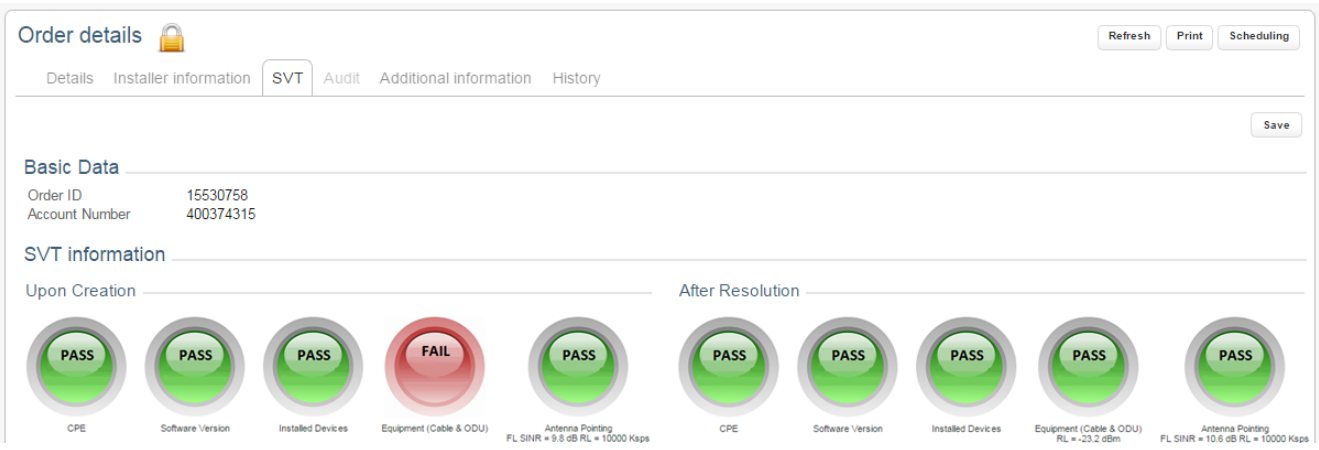 Order details
Refresh Print Scheduling
Details Installer information SVT Audit Additional information History
Save
Basic Data
Order ID 15530758
Account Number 400374315
SVT information
Upon Creation
PASS PASS PASS FAIL PASS
CPE Software Version Installed Devices Equipment (Cable & ODU) Antenna Pointing
FL SINR = 9.8 dB RL = 10000 Ksps
After Resolution
PASS PASS PASS PASS PASS
CPE Software Version Installed Devices Equipment (Cable & ODU) Antenna Pointing
RL = -23.2 dBm FL SINR = 10.6 dB RL = 10000 Ksps